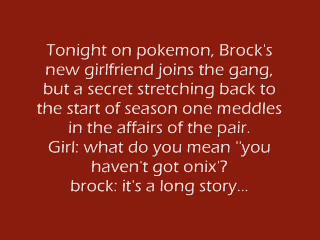 Tonight on pokemon, Brock's
new girlfriend joins the gang,
but a secret stretching back to
the start of season one meddles
in the affairs of the pair.
Girl: what do you mean "you
haven't got onix"?
brock: it's a long story...